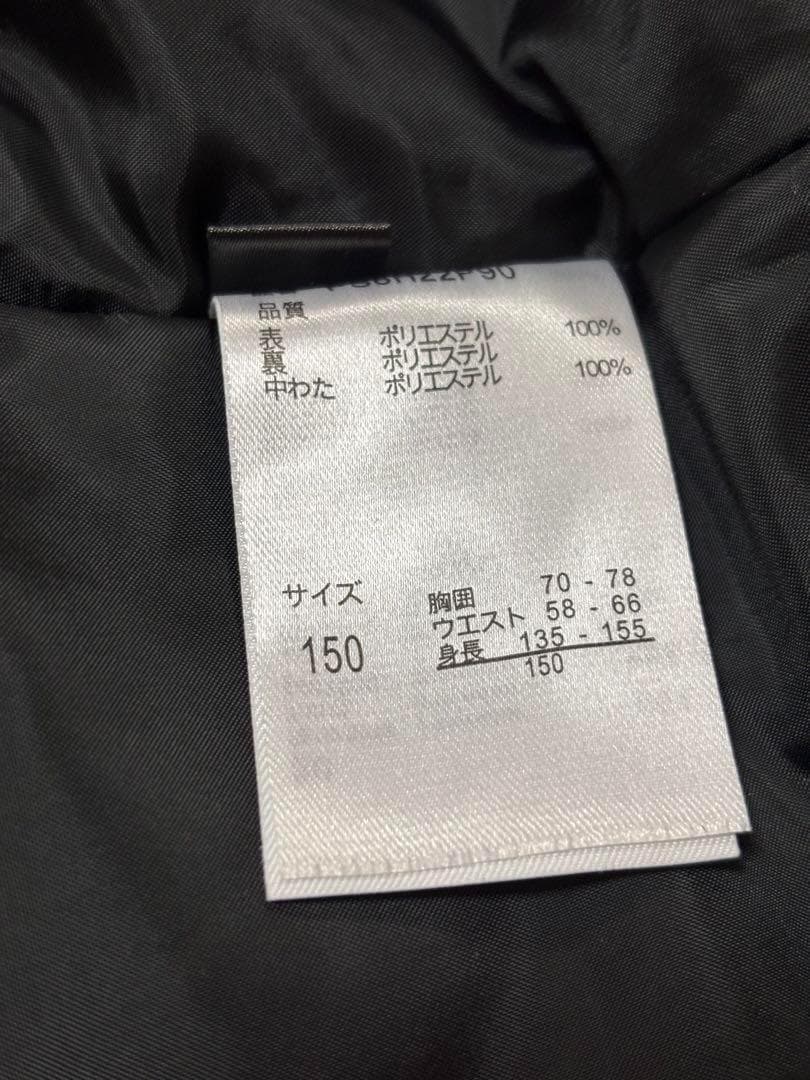 品質
表 ポリエステル 100%
裏 ポリエステル
中わた ポリエステル 100%
サイズ
150
胸囲 70 - 78
ウエスト 58 - 66
身長 135 - 155
150